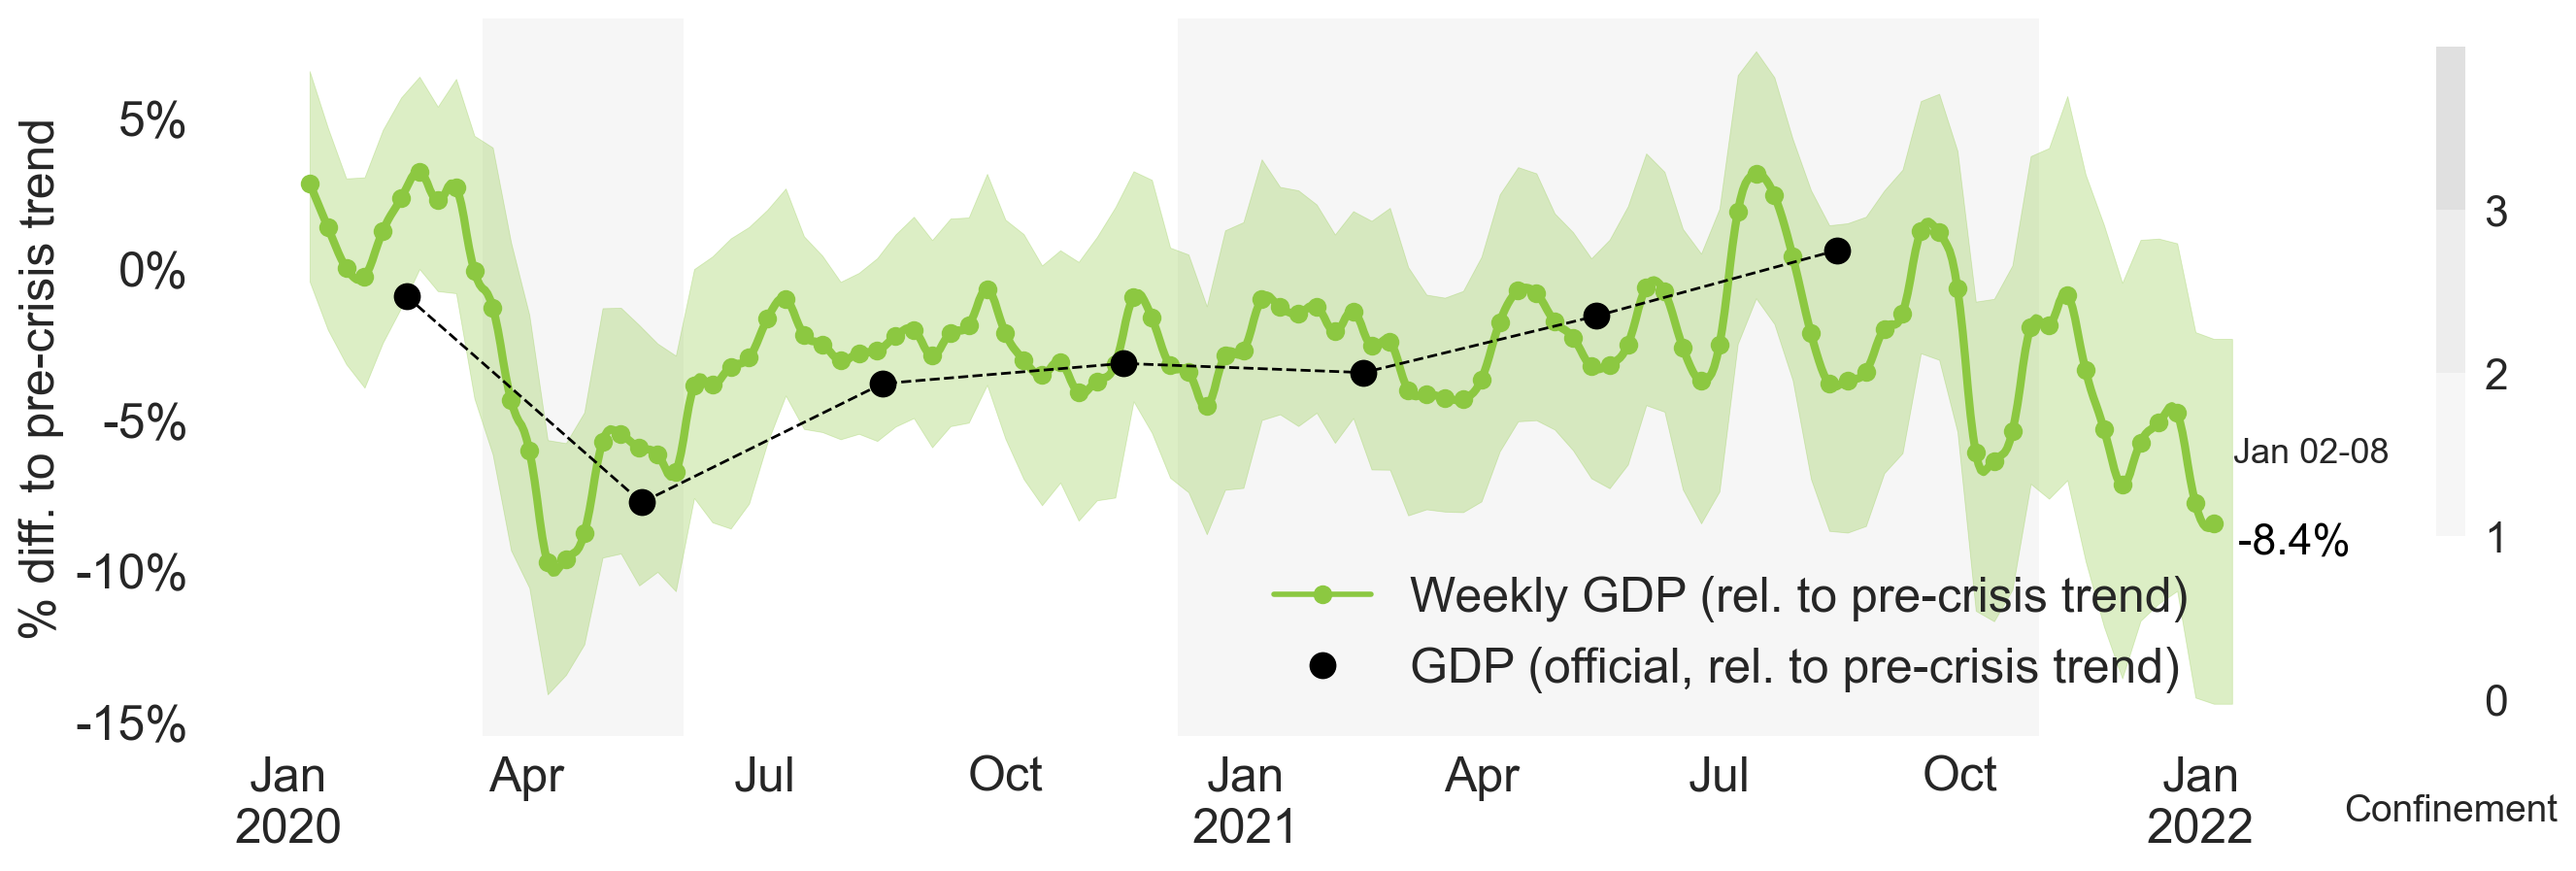 % diff. to pre-crisis trend
5%
0%
-5%
-10%
-15%
Jan
2020
Apr
Jul
Oct
Jan
2021
Apr
Jul
Oct
Jan
2022
Jan 02-08
-8.4%
Weekly GDP (rel. to pre-crisis trend)
GDP (official, rel. to pre-crisis trend)
3
2
1
0
Confinement